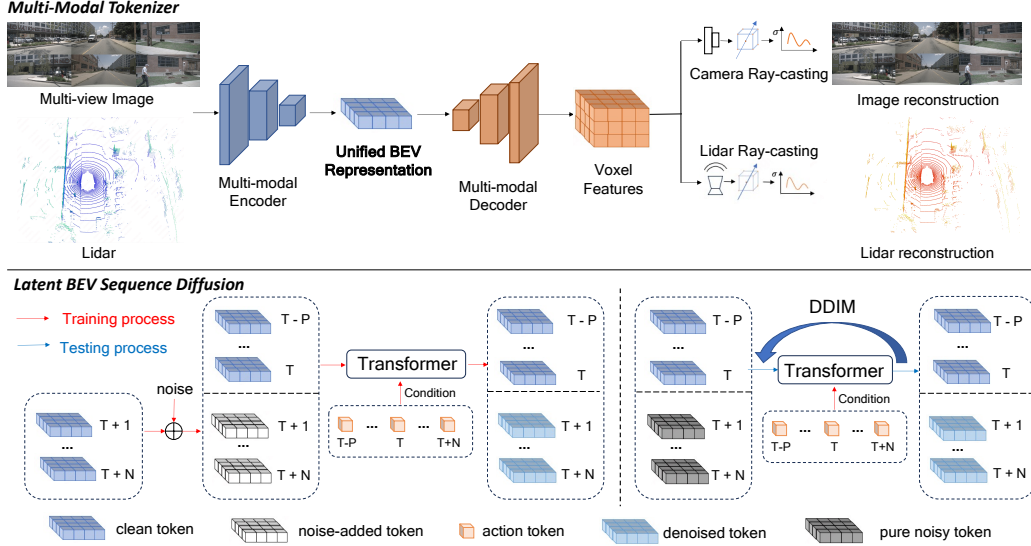 Multi-Modal Tokenizer
Multi-view Image
Lidar
Multi-modal
Encoder
Unified BEV
Representation
Multi-modal
Decoder
Voxel
Features
σ
Camera Ray-casting
Lidar Ray-casting
σ
Image reconstruction
Lidar reconstruction
Latent BEV Sequence Diffusion
Training process
Testing process
noise
T + 1
...
T + N
T - P
...
T
T + 1
...
T + N
Transformer
Condition
... ...
T-P T T+N
T - P
...
T
T + 1
...
T + N
T - P
...
T
T + 1
...
T + N
DDIM
Transformer
Condition
... ...
T-P T T+N
T - P
...
T
T + 1
...
T + N
clean token
noise-added token
action token
denoised token
pure noisy token